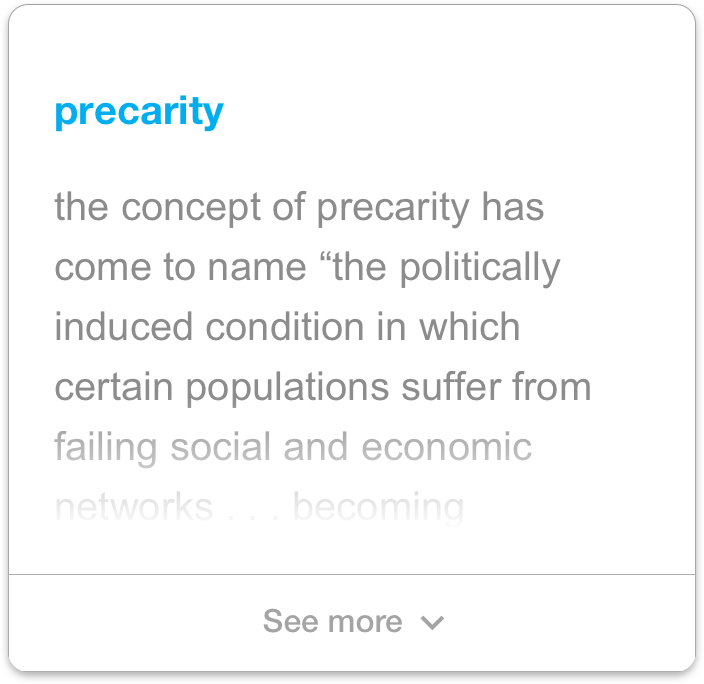 precarity
the concept of precarity has
come to name “the politically
induced condition in which
certain populations suffer from
failing social and economic
networks . . . becoming
See more